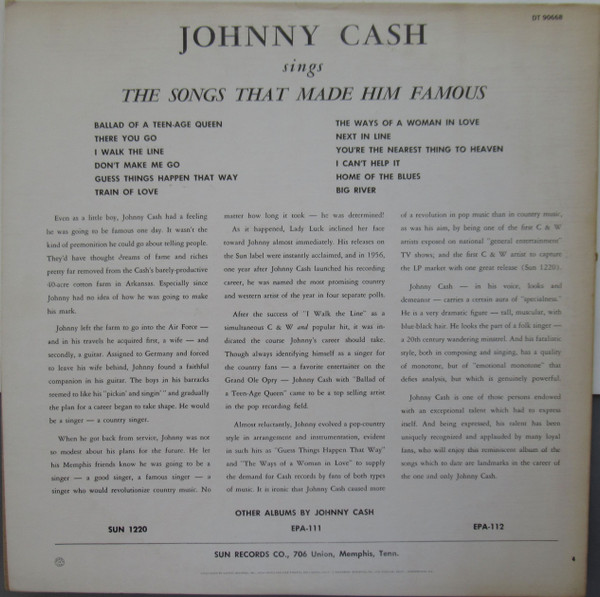 DT 90668
JOHNNY CASH
sings
THE SONGS THAT MADE HIM FAMOUS
BALLAD OF A TEEN-AGE QUEEN
THERE YOU GO
I WALK THE LINE
DON'T MAKE ME GO
GUESS THINGS HAPPEN THAT WAY
TRAIN OF LOVE
THE WAYS OF A WOMAN IN LOVE
NEXT IN LINE
YOU'RE THE NEAREST THING TO HEAVEN
I CAN'T HELP IT
HOME OF THE BLUES
BIG RIVER
Even as a little boy, Johnny Cash had a feeling
he was going to be famous one day. It wasn't the
kind of premonition he could go about telling people.
They'd have thought dreams of fame and riches
pretty far removed from the Cash's barely-productive
40-acre cotton farm in Arkansas. Especially since
Johnny had no idea of how he was going to make
his mark.
Johnny left the farm to go into the Air Force —
and in his travels he acquired first, a wife — and
secondly, a guitar. Assigned to Germany and forced
to leave his wife behind, Johnny found a faithful
companion in his guitar. The boys in his barracks
seemed to like his "pickin' and singin'" and gradually
the plan for a career began to take shape. He would
be a singer — a country singer.
When he got back from service, Johnny was not
so modest about his plans for the future. He let
his Memphis friends know he was going to be a
singer — a good singer, a famous singer — a
singer who would revolutionize country music. No
matter how long it took — he was determined!
As it happened, Lady Luck inclined her face
toward Johnny almost immediately. His releases on
the Sun label were instantly acclaimed, and in 1956,
one year after Johnny Cash launched his recording
career, he was named the most promising country
and western artist of the year in four separate polls.
After the success of "I Walk the Line" as a
simultaneous C & W and popular hit, it was in-
dicated the course Johnny's career should take.
Though always identifying himself as a singer for
the country fans — a favorite entertainer on the
Grand Ole Opry — Johnny Cash with "Ballad of
a Teen-Age Queen" came to be a top selling artist
in the pop recording field.
Almost reluctantly, Johnny evolved a pop-country
style in arrangement and instrumentation, evident
in such hits as "Guess Things Happen That Way"
and "The Ways of a Woman in Love" to supply
the demand for Cash records by fans of both types
of music. It is ironic that Johnny Cash caused more
of a revolution in pop music than in country music,
as was his aim, by being one of the first C & W
artists exposed on national "general entertainment"
TV shows, and the first C & W artist to capture
the LP market with one great release (Sun 1220).
Johnny Cash — in his voice, looks and
demeanor — carries a certain aura of "specialness."
He is a very dramatic figure — tall, muscular, with
blue-black hair. He looks the part of a folk singer —
a 20th century wandering minstrel. And his fatalistic
style, both in composing and singing, has a quality
of monotone, but of "emotional monotone" that
defies analysis, but which is genuinely powerful.
Johnny Cash is one of those persons endowed
with an exceptional talent which had to express
itself. And being expressed, his talent has been
uniquely recognized and applauded by many loyal
fans, who will enjoy this reminiscent album of the
songs which to date are landmarks in the career of
the one and only Johnny Cash.
OTHER ALBUMS BY JOHNNY CASH
SUN 1220 EPA-111 EPA-112
SUN RECORDS CO., 706 Union, Memphis, Tenn.
4